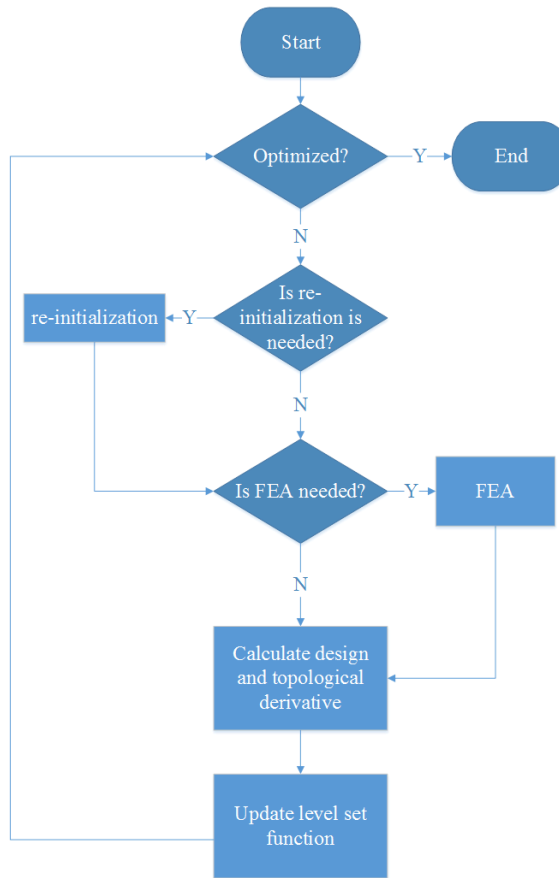 Start
Optimized?
Y
End
N
Is re-
initialization is
needed?
Y
re-initialization
N
Is FEA needed?
Y
FEA
N
Calculate design
and topological
derivative
Update level set
function